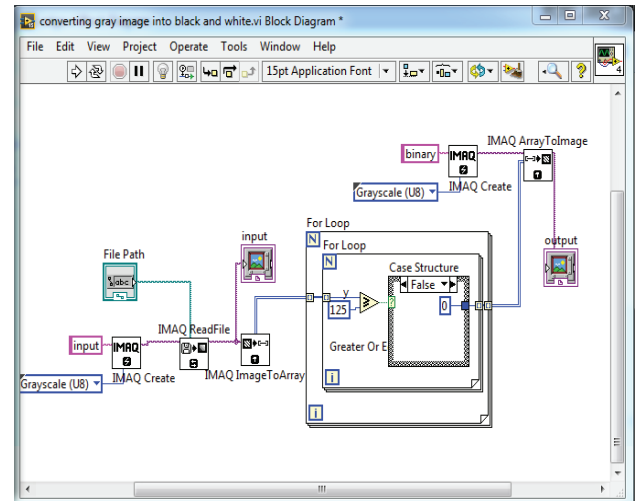 converting gray image into black and white.vi Block Diagram *
File Edit View Project Operate Tools Window Help
15pt Application Font
4
IMAQ ArrayToImage
binary
IMAQ
Grayscale (U8)
IMAQ Create
For Loop
N
input
output
For Loop
N
File Path
Case Structure
False
abc
y
125
0
IMAQ ReadFile
Greater Or E
input
IMAQ
IMAQ ImageToArray
IMAQ Create
Grayscale (U8)
i
i